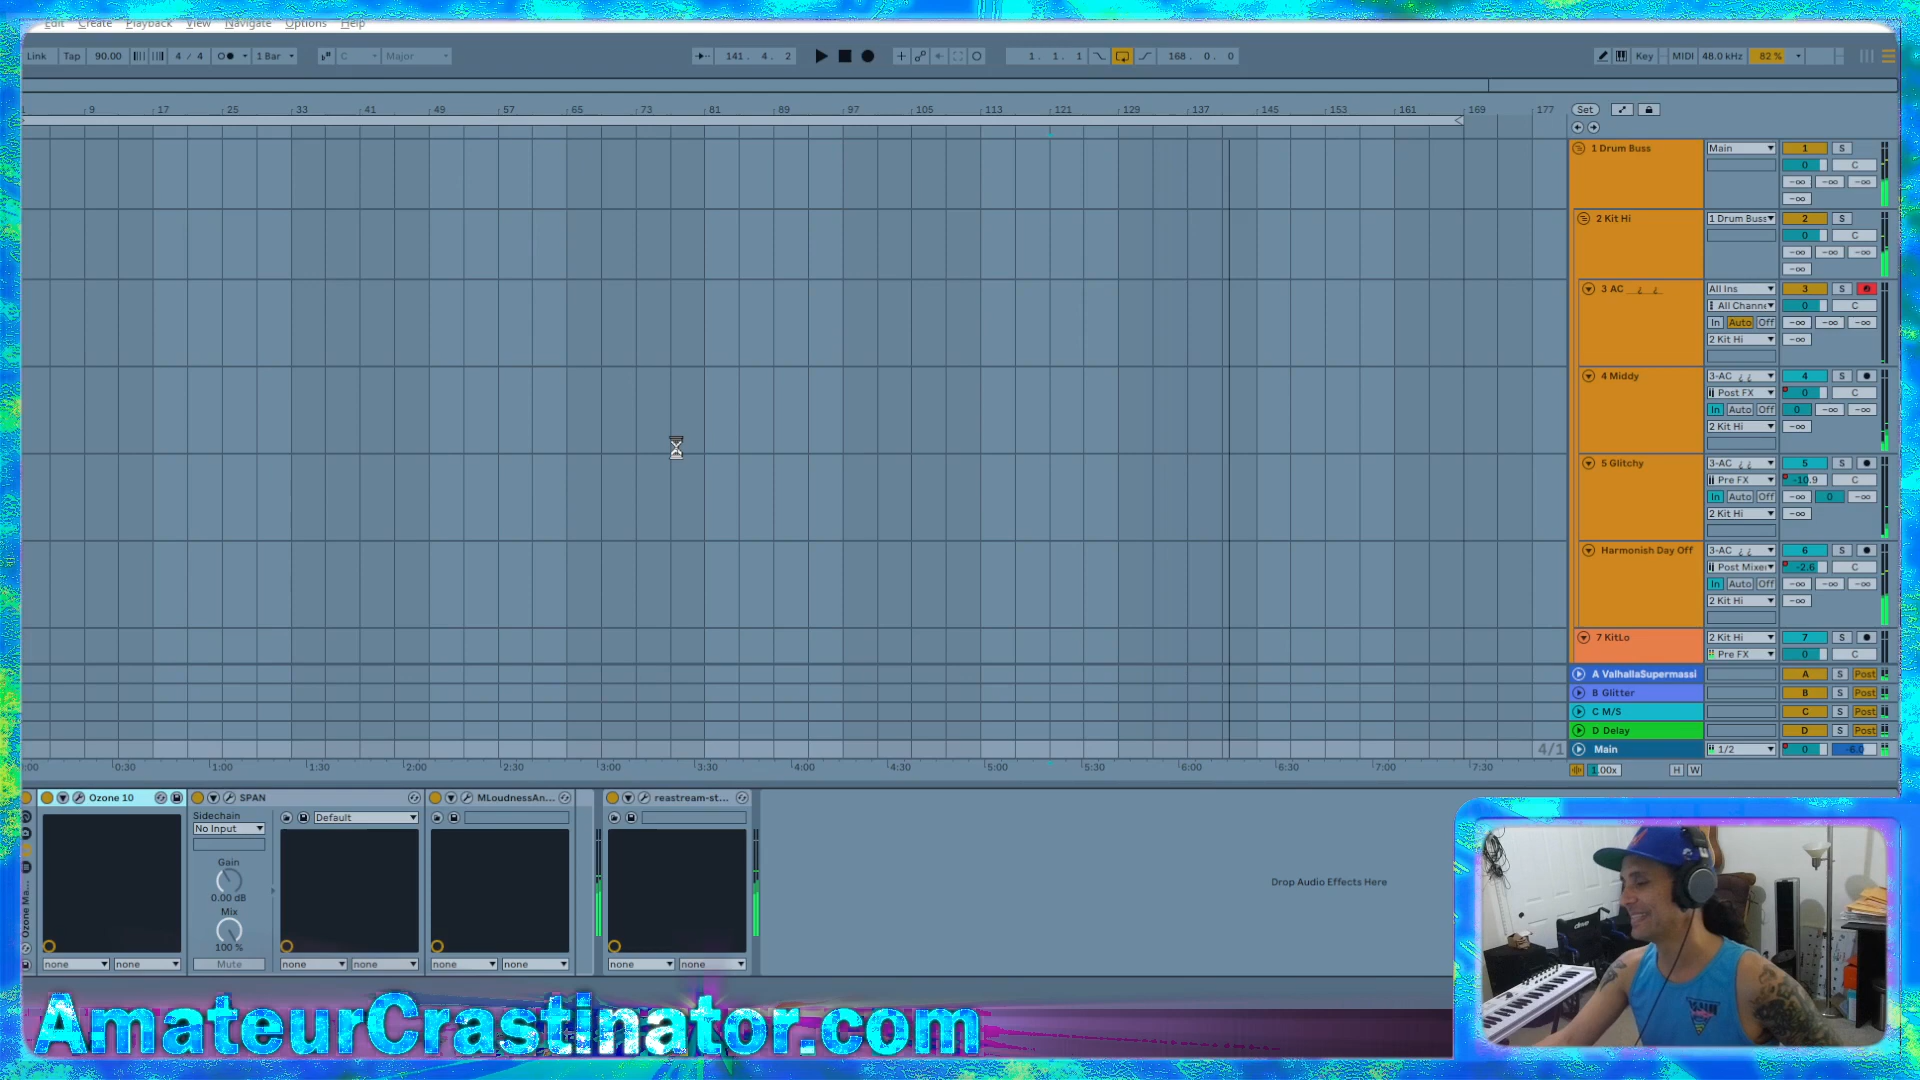 Edit Create Playback View Navigate Options Help
Link Tap 90.00 4 / 4 1 Bar C Major 141. 4. 2 1. 1. 1 168. 0. 0 Key MIDI 48.0 kHz 82 %
9 17 25 33 41 49 57 65 73 81 89 97 105 113 121 129 137 145 153 161 169 177 Set
1 Drum Buss Main 1 S
0 C
-∞ -∞ -∞
-∞
2 Kit Hi 1 Drum Buss 2 S
0 C
-∞ -∞ -∞
-∞
3 AC __¿_¿_ All Ins 3 S
All Channe 0 C
In Auto Off -∞ -∞ -∞
2 Kit Hi -∞
4 Middy 3-AC ¿ ¿ 4 S
Post FX 0 C
In Auto Off 0 -∞ -∞
2 Kit Hi -∞
5 Glitchy 3-AC ¿ ¿ 5 S
Pre FX -10.9 C
In Auto Off -∞ 0 -∞
2 Kit Hi -∞
Harmonish Day Off 3-AC ¿ ¿ 6 S
Post Mixer -2.6 C
In Auto Off -∞ -∞ -∞
2 Kit Hi -∞
7 KitLo 2 Kit Hi 7 S
Pre FX 0 C
A ValhallaSupermassi A S Post
B Glitter B S Post
C M/S C S Post
D Delay D S Post
4/1 Main 1/2 0 -6.0
:00 0:30 1:00 1:30 2:00 2:30 3:00 3:30 4:00 4:30 5:00 5:30 6:00 6:30 7:00 7:30 1.00x H W
Ozone 10 SPAN MLoudnessAn... reastream-st...
Sidechain
No Input Default
Gain
0.00 dB
Mix
100 %
Mute
none none none none none none none none
Ozone Ma...
Drop Audio Effects Here
AmateurCrastinator.com